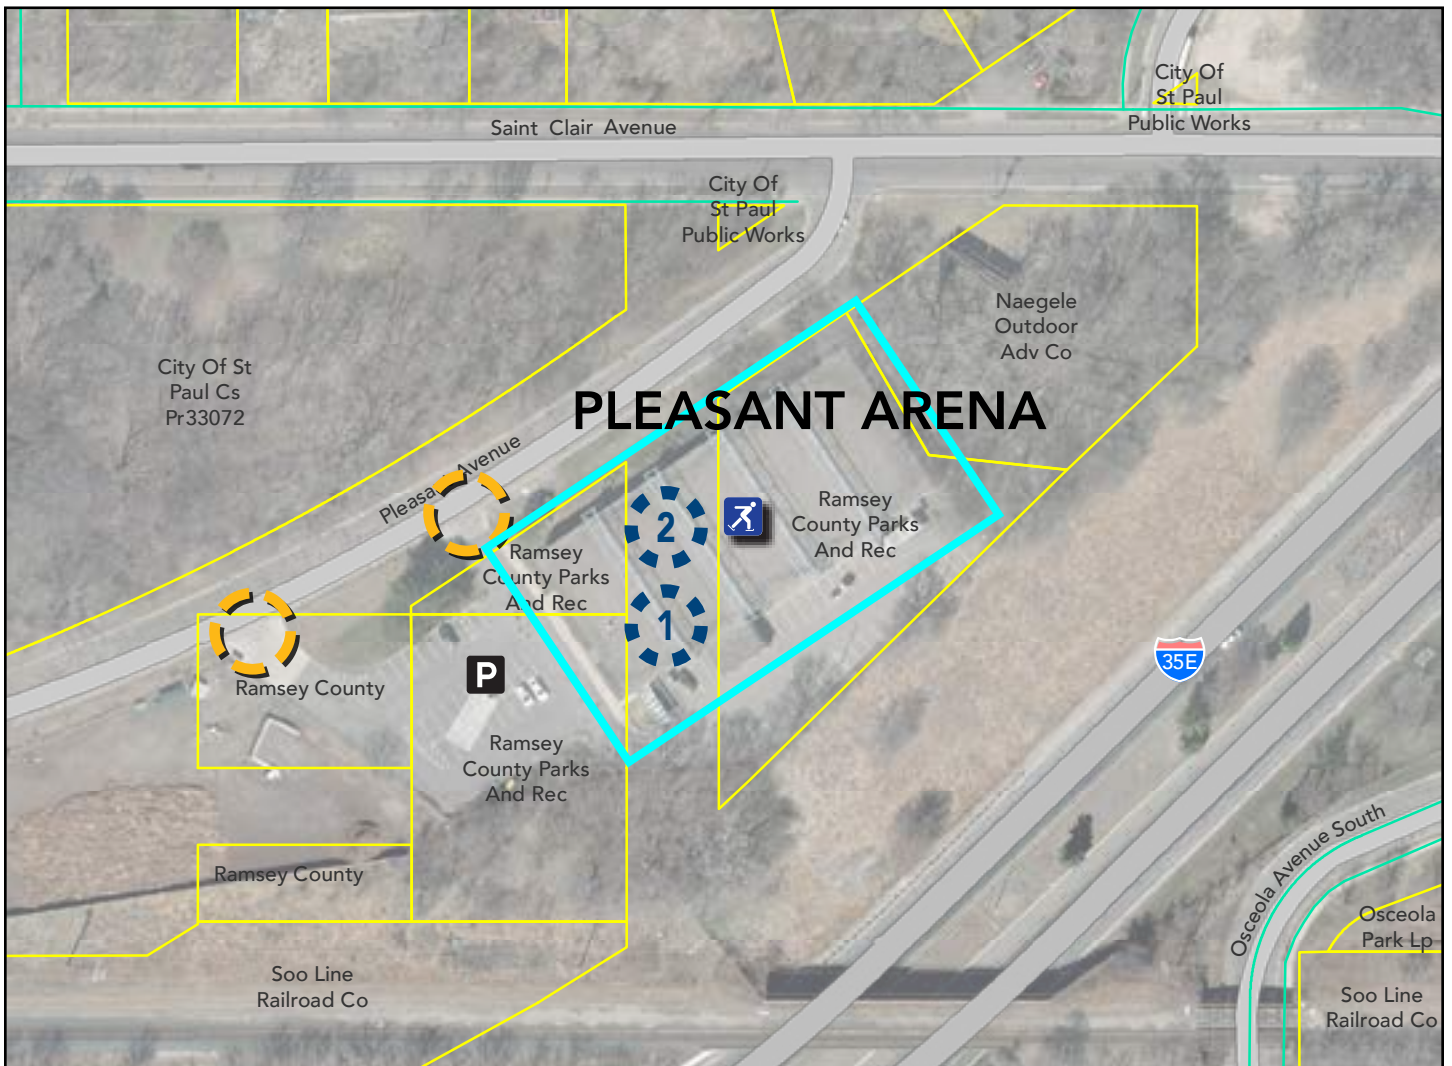 City Of
St Paul
Public Works
Saint Clair Avenue
City Of
St Paul
Public Works
Naegele
Outdoor
Adv Co
City Of St
Paul Cs
Pr33072
PLEASANT ARENA
Pleasant Avenue
2
Ramsey
County Parks
And Rec
Ramsey
County Parks
And Rec
1
35E
P
Ramsey County
Ramsey
County Parks
And Rec
Ramsey County
Osceola Avenue South
Osceola
Park Lp
Soo Line
Railroad Co
Soo Line
Railroad Co